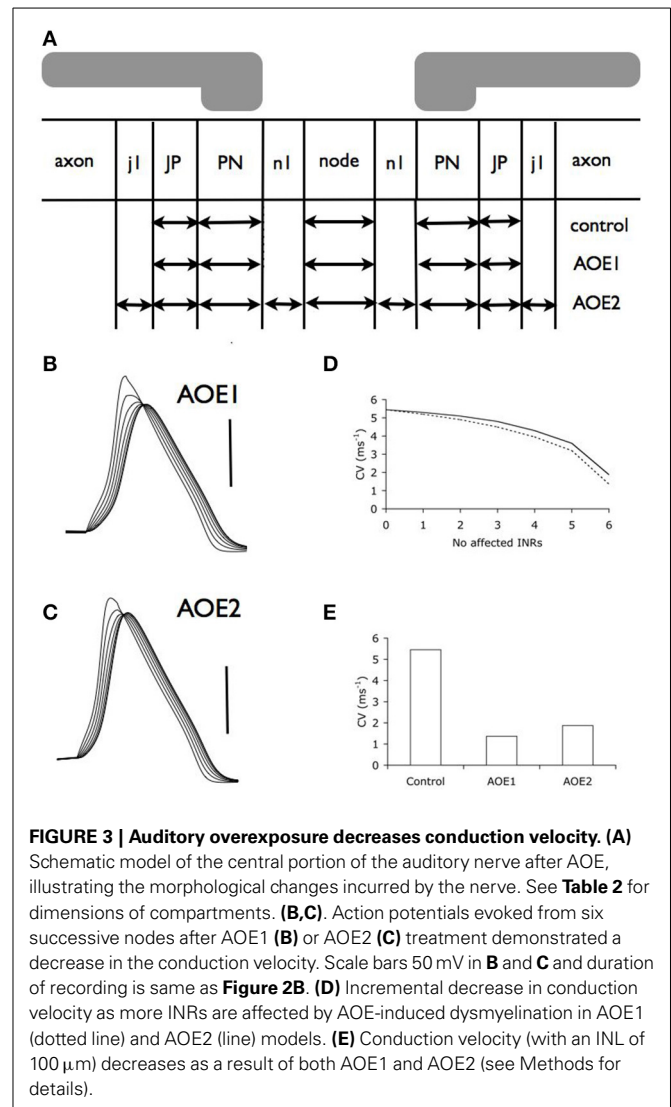 A
axon jl JP PN nl node nl PN JP jl axon
control
AOE1
AOE2
B
AOE1
D
CV (ms-1)
6
5
4
3
2
1
0
0 1 2 3 4 5 6
No affected INRs
C
AOE2
E
CV (ms-1)
6
5
4
3
2
1
0
Control AOE1 AOE2
FIGURE 3 | Auditory overexposure decreases conduction velocity. (A)
Schematic model of the central portion of the auditory nerve after AOE,
illustrating the morphological changes incurred by the nerve. See Table 2 for
dimensions of compartments. (B,C). Action potentials evoked from six
successive nodes after AOE1 (B) or AOE2 (C) treatment demonstrated a
decrease in the conduction velocity. Scale bars 50 mV in B and C and duration
of recording is same as Figure 2B. (D) Incremental decrease in conduction
velocity as more INRs are affected by AOE-induced dysmyelination in AOE1
(dotted line) and AOE2 (line) models. (E) Conduction velocity (with an INL of
100 μm) decreases as a result of both AOE1 and AOE2 (see Methods for
details).